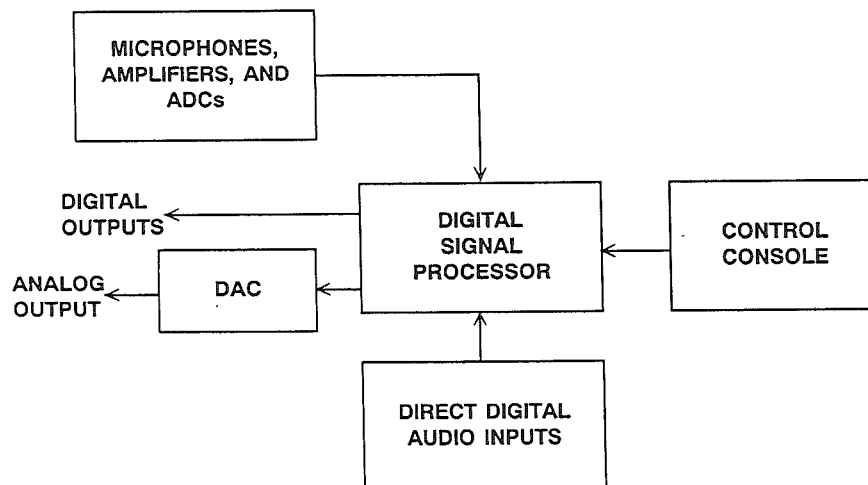 MICROPHONES,
AMPLIFIERS, AND
ADCs
DIGITAL
OUTPUTS
DIGITAL
SIGNAL
PROCESSOR
CONTROL
CONSOLE
ANALOG
OUTPUT
DAC
DIRECT DIGITAL
AUDIO INPUTS